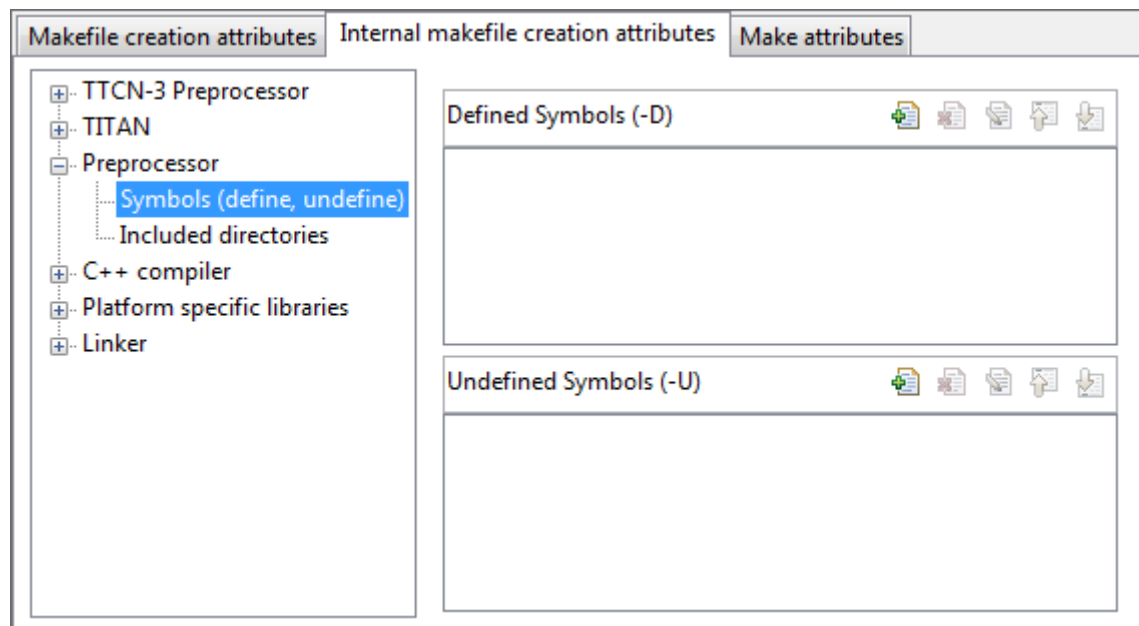 Makefile creation attributes
Internal makefile creation attributes
Make attributes
TTCN-3 Preprocessor
TITAN
Preprocessor
Symbols (define, undefine)
Included directories
C++ compiler
Platform specific libraries
Linker
Defined Symbols (-D)
Undefined Symbols (-U)